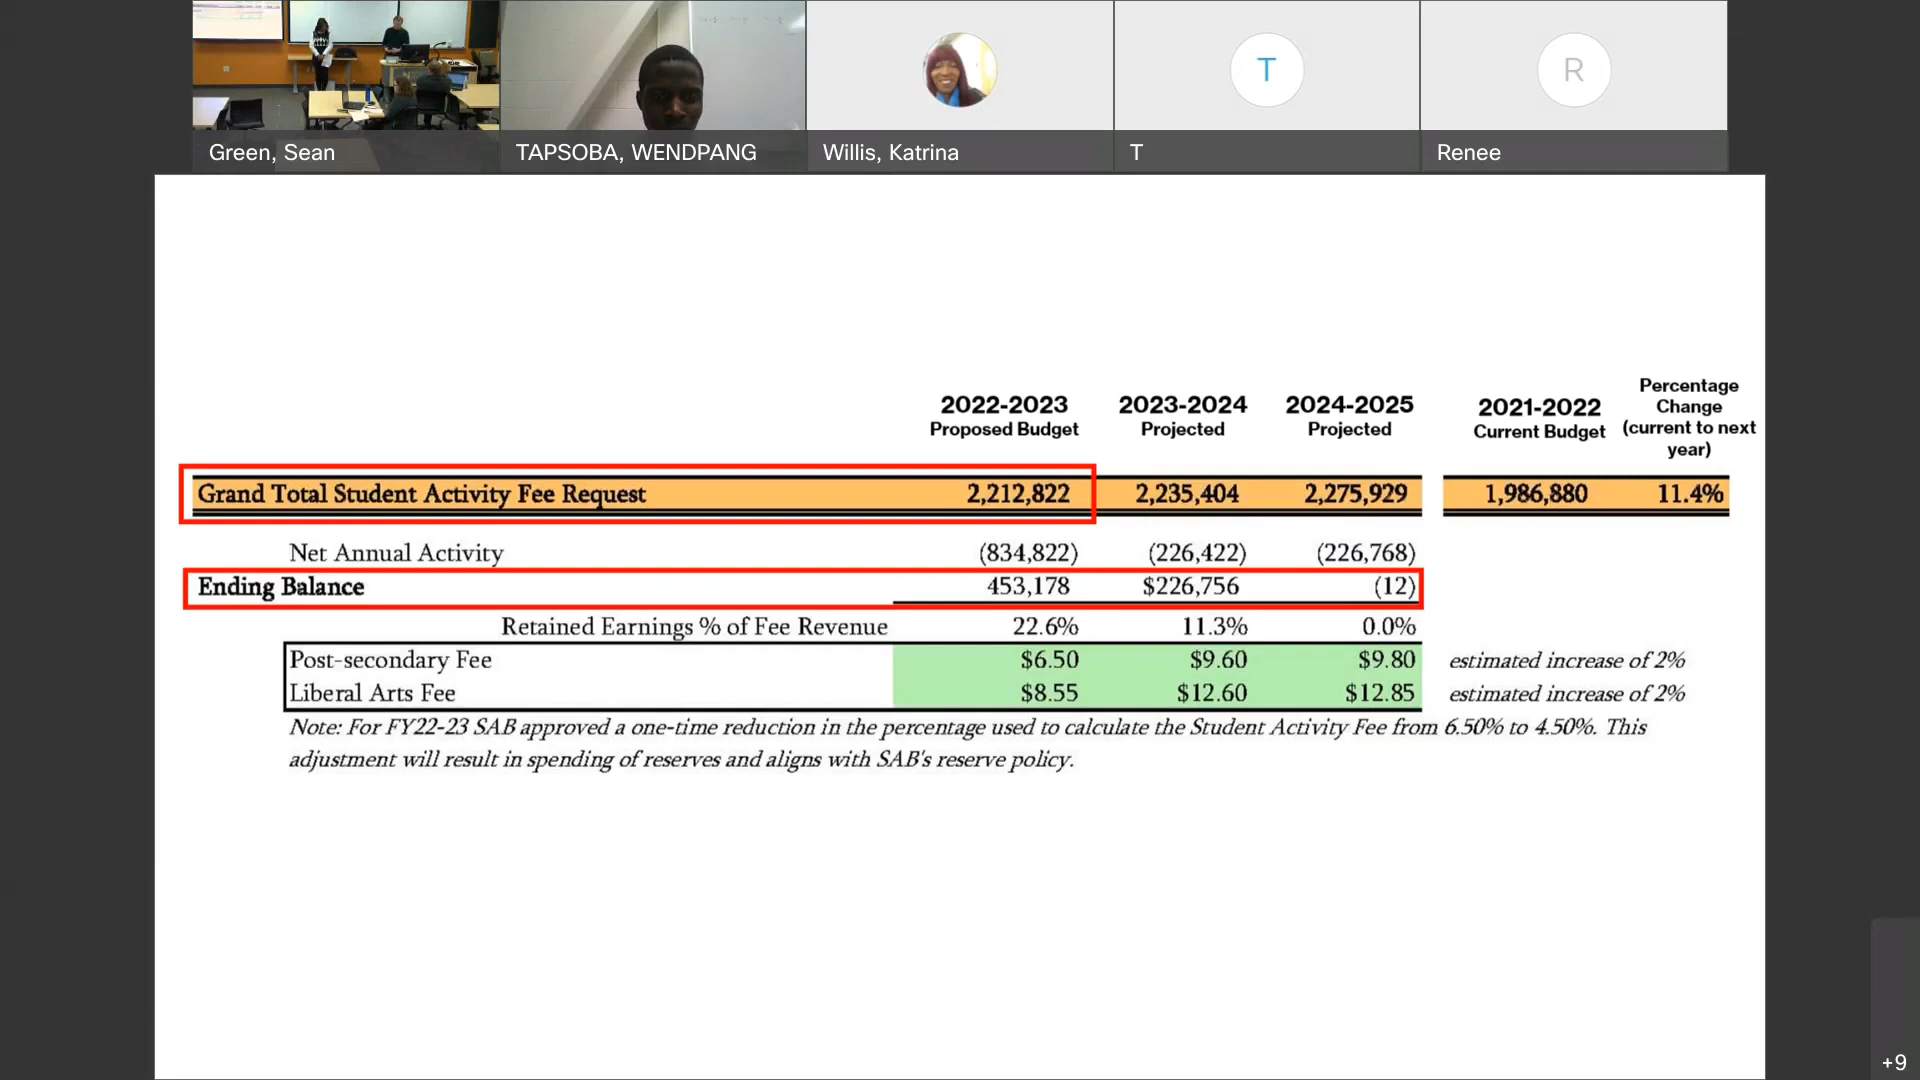 Green, Sean
TAPSOBA, WENDPANG
Willis, Katrina
T
T
R
Renee
2022-2023 Proposed Budget
2023-2024 Projected
2024-2025 Projected
2021-2022 Current Budget
Percentage Change (current to next year)
Grand Total Student Activity Fee Request 2,212,822 2,235,404 2,275,929 1,986,880 11.4%
Net Annual Activity (834,822) (226,422) (226,768)
Ending Balance 453,178 $226,756 (12)
Retained Earnings % of Fee Revenue 22.6% 11.3% 0.0%
Post-secondary Fee $6.50 $9.60 $9.80 estimated increase of 2%
Liberal Arts Fee $8.55 $12.60 $12.85 estimated increase of 2%
Note: For FY22-23 SAB approved a one-time reduction in the percentage used to calculate the Student Activity Fee from 6.50% to 4.50%. This
adjustment will result in spending of reserves and aligns with SAB's reserve policy.
+9